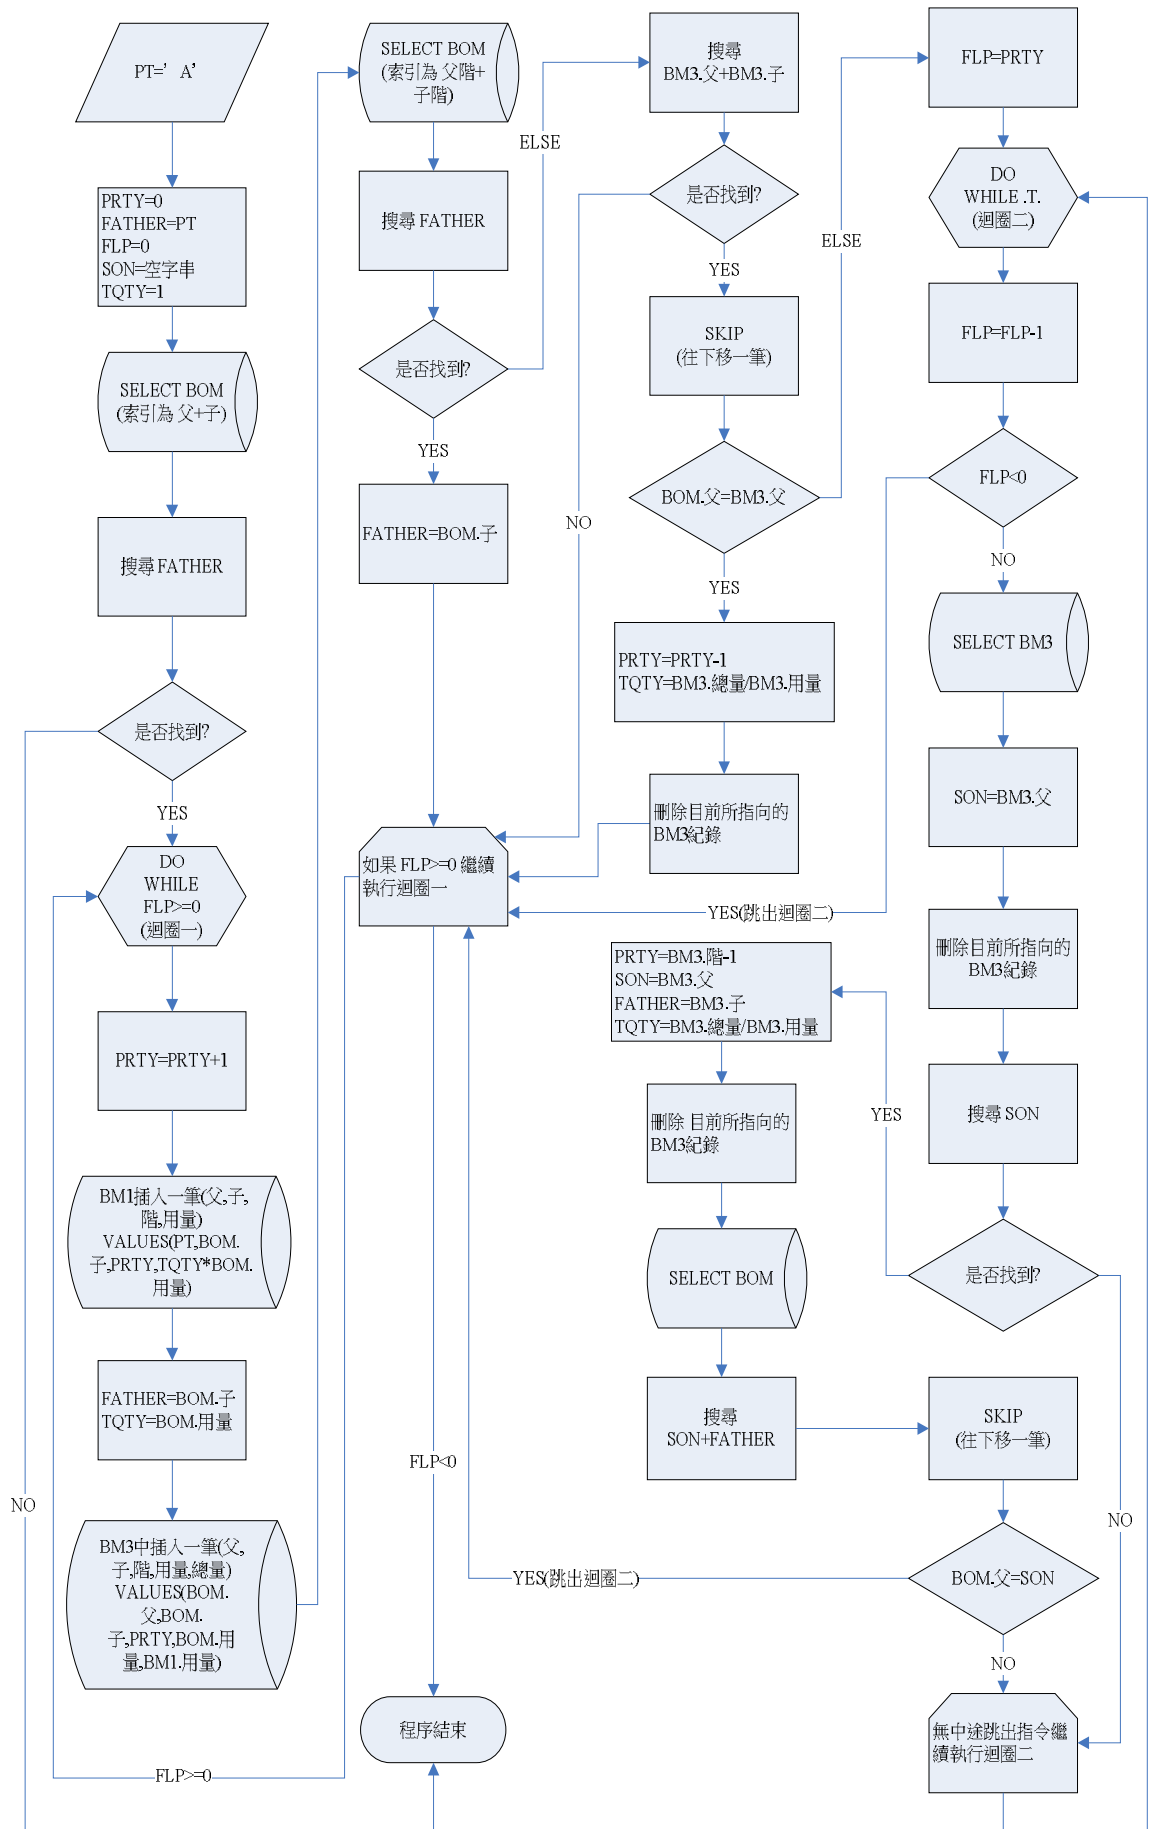 PT=’ A’
PRTY=0
FATHER=PT
FLP=0
SON=空字串
TQTY=1
SELECT BOM
(索引為 父+子)
搜尋 FATHER
是否找到?
YES
NO
DO
WHILE
FLP>=0
(迴圈一)
PRTY=PRTY+1
BM1插入一筆(父,子,
階,用量)
VALUES(PT,BOM.
子,PRTY,TQTY*BOM.
用量)
FATHER=BOM.子
TQTY=BOM.用量
BM3中插入一筆(父,
子,階,用量,總量)
VALUES(BOM.
父,BOM.
子,PRTY,BOM.用
量,BM1.用量)
SELECT BOM
(索引為 父階+
子階)
搜尋 FATHER
是否找到?
ELSE
YES
FATHER=BOM.子
如果 FLP>=0 繼續
執行迴圈一
FLP>=0
FLP<0
程序結束
搜尋
BM3.父+BM3.子
是否找到?
NO
YES
SKIP
(往下移一筆)
BOM.父=BM3.父
ELSE
YES
PRTY=PRTY-1
TQTY=BM3.總量/BM3.用量
刪除目前所指向的
BM3紀錄
FLP=PRTY
DO
WHILE .T.
(迴圈二)
FLP=FLP-1
FLP<0
YES(跳出迴圈二)
NO
SELECT BM3
SON=BM3.父
刪除目前所指向的
BM3紀錄
搜尋 SON
是否找到?
YES
NO
PRTY=BM3.階-1
SON=BM3.父
FATHER=BM3.子
TQTY=BM3.總量/BM3.用量
刪除 目前所指向的
BM3紀錄
SELECT BOM
搜尋
SON+FATHER
SKIP
(往下移一筆)
BOM.父=SON
YES(跳出迴圈二)
NO
無中途跳出指令繼
續執行迴圈二